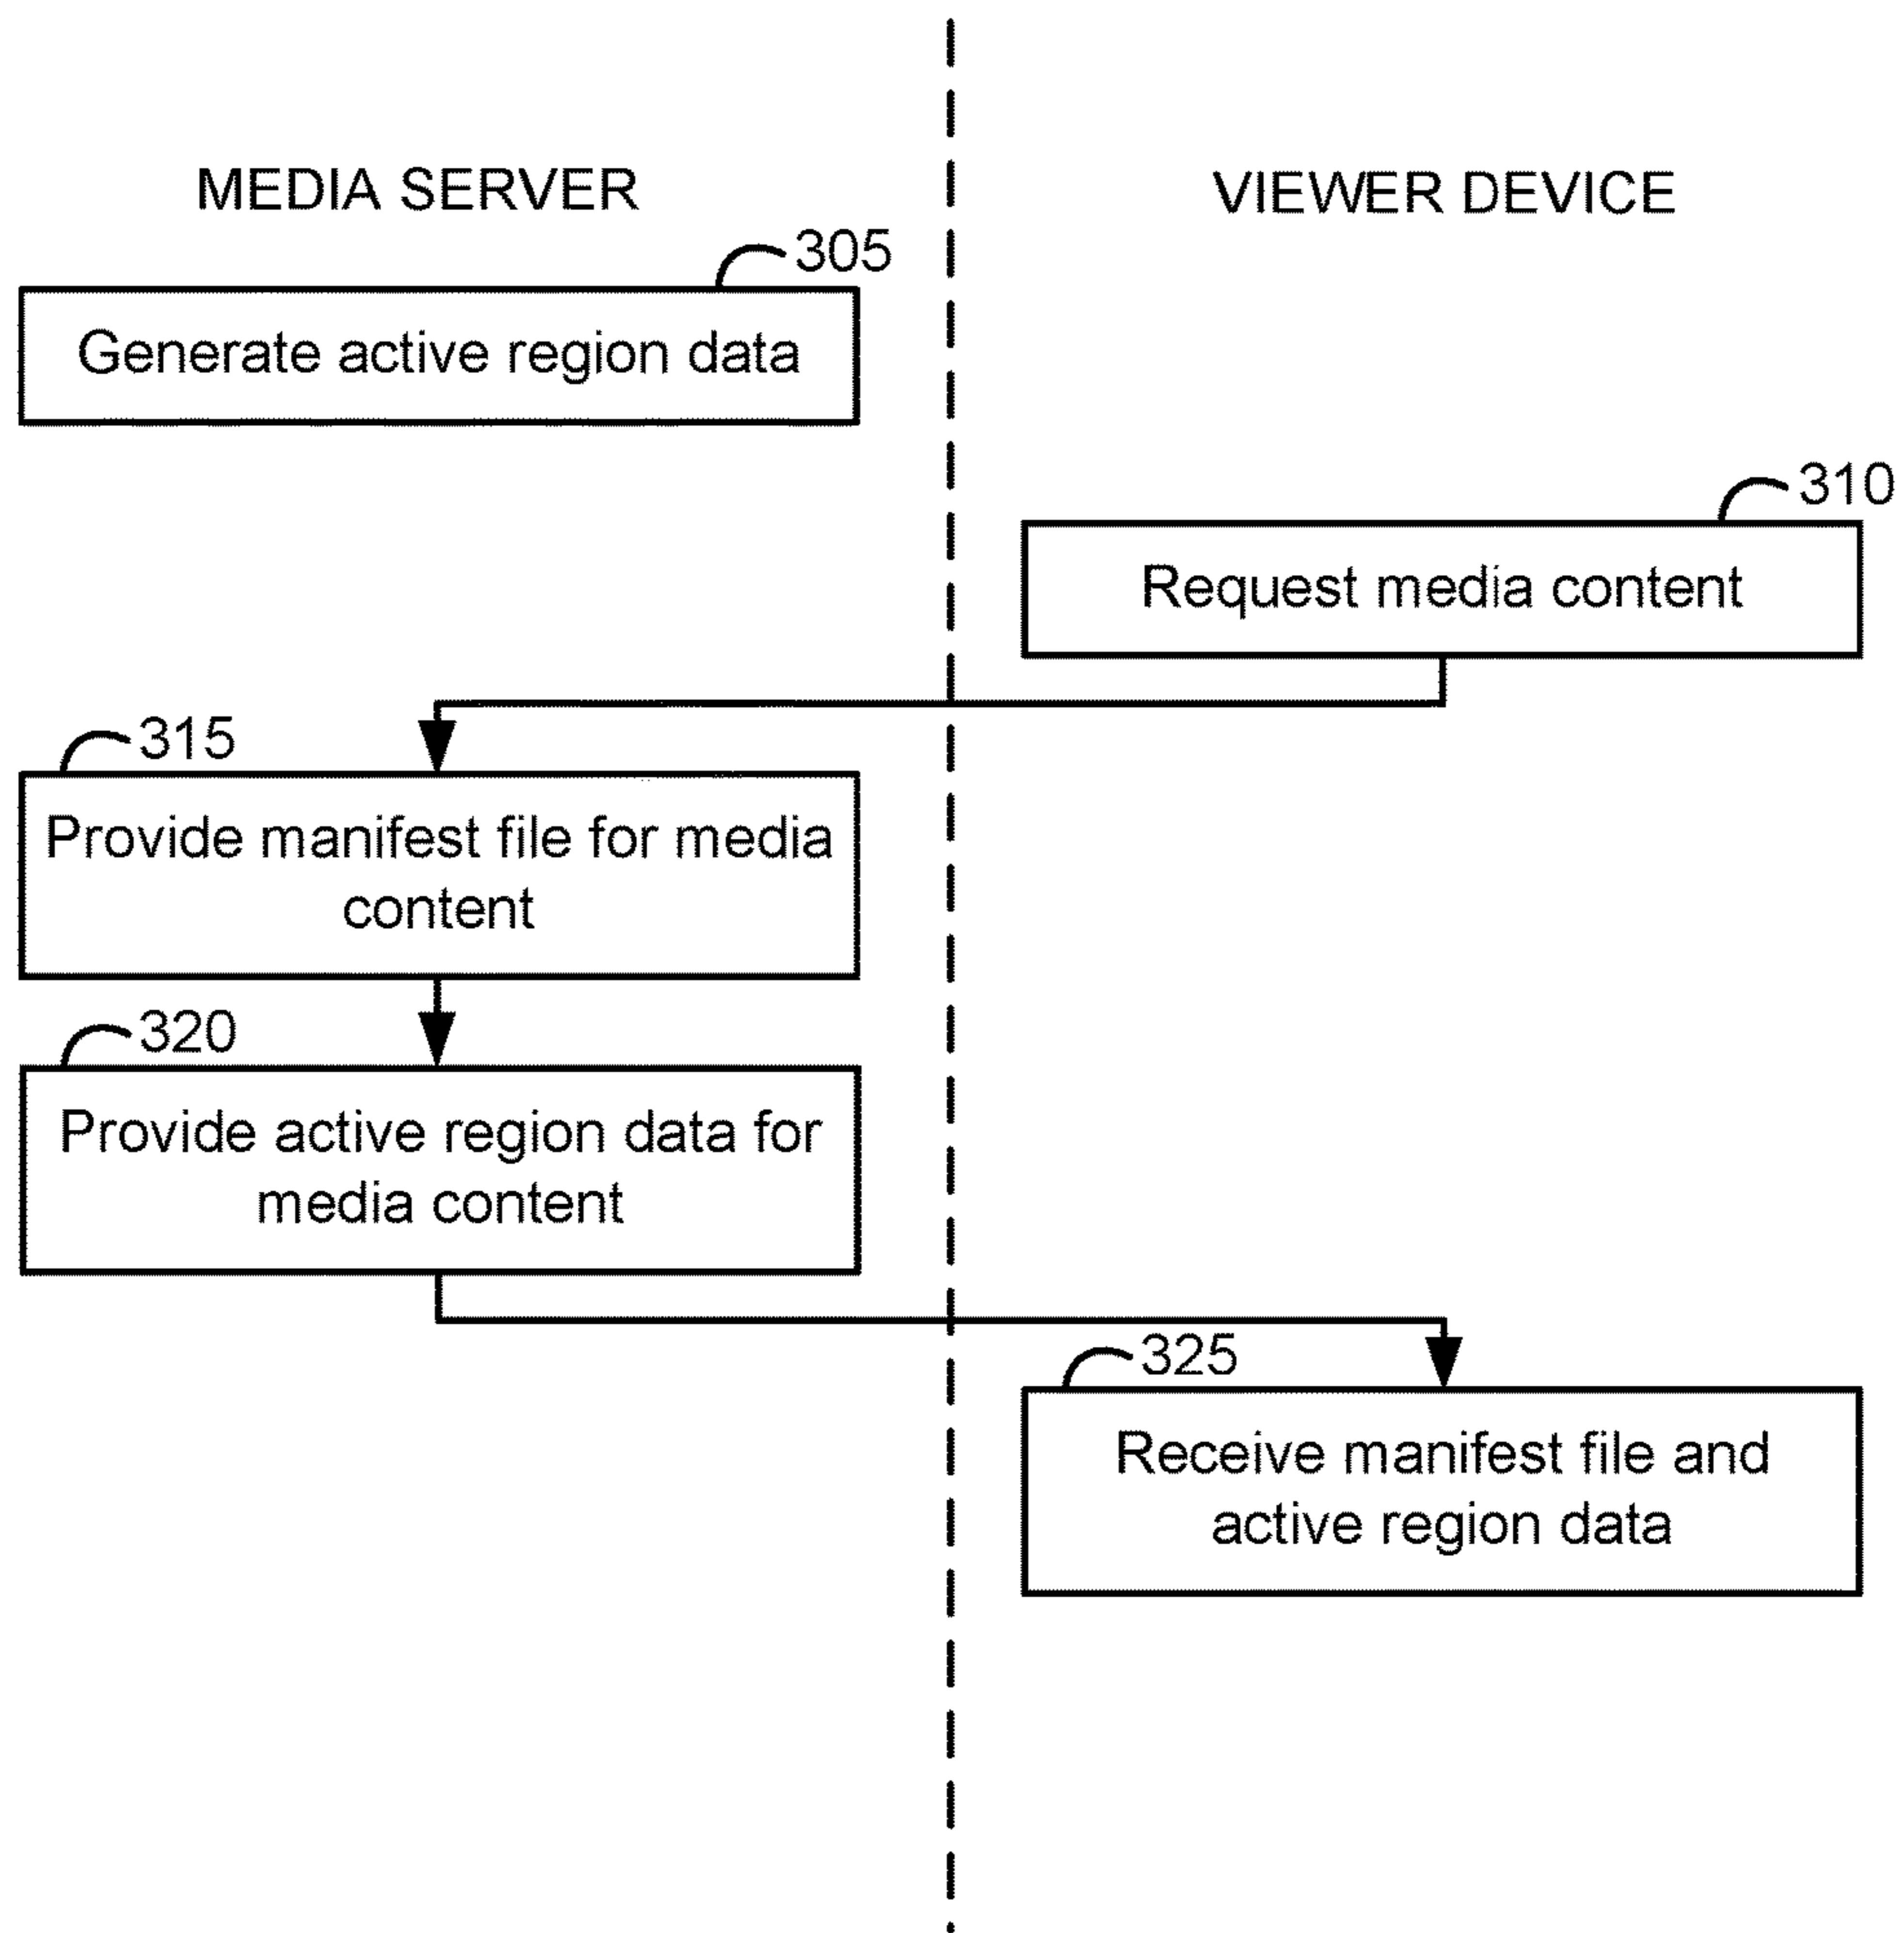 MEDIA SERVER
VIEWER DEVICE
305
Generate active region data
310
Request media content
315
Provide manifest file for media
content
320
Provide active region data for
media content
325
Receive manifest file and
active region data